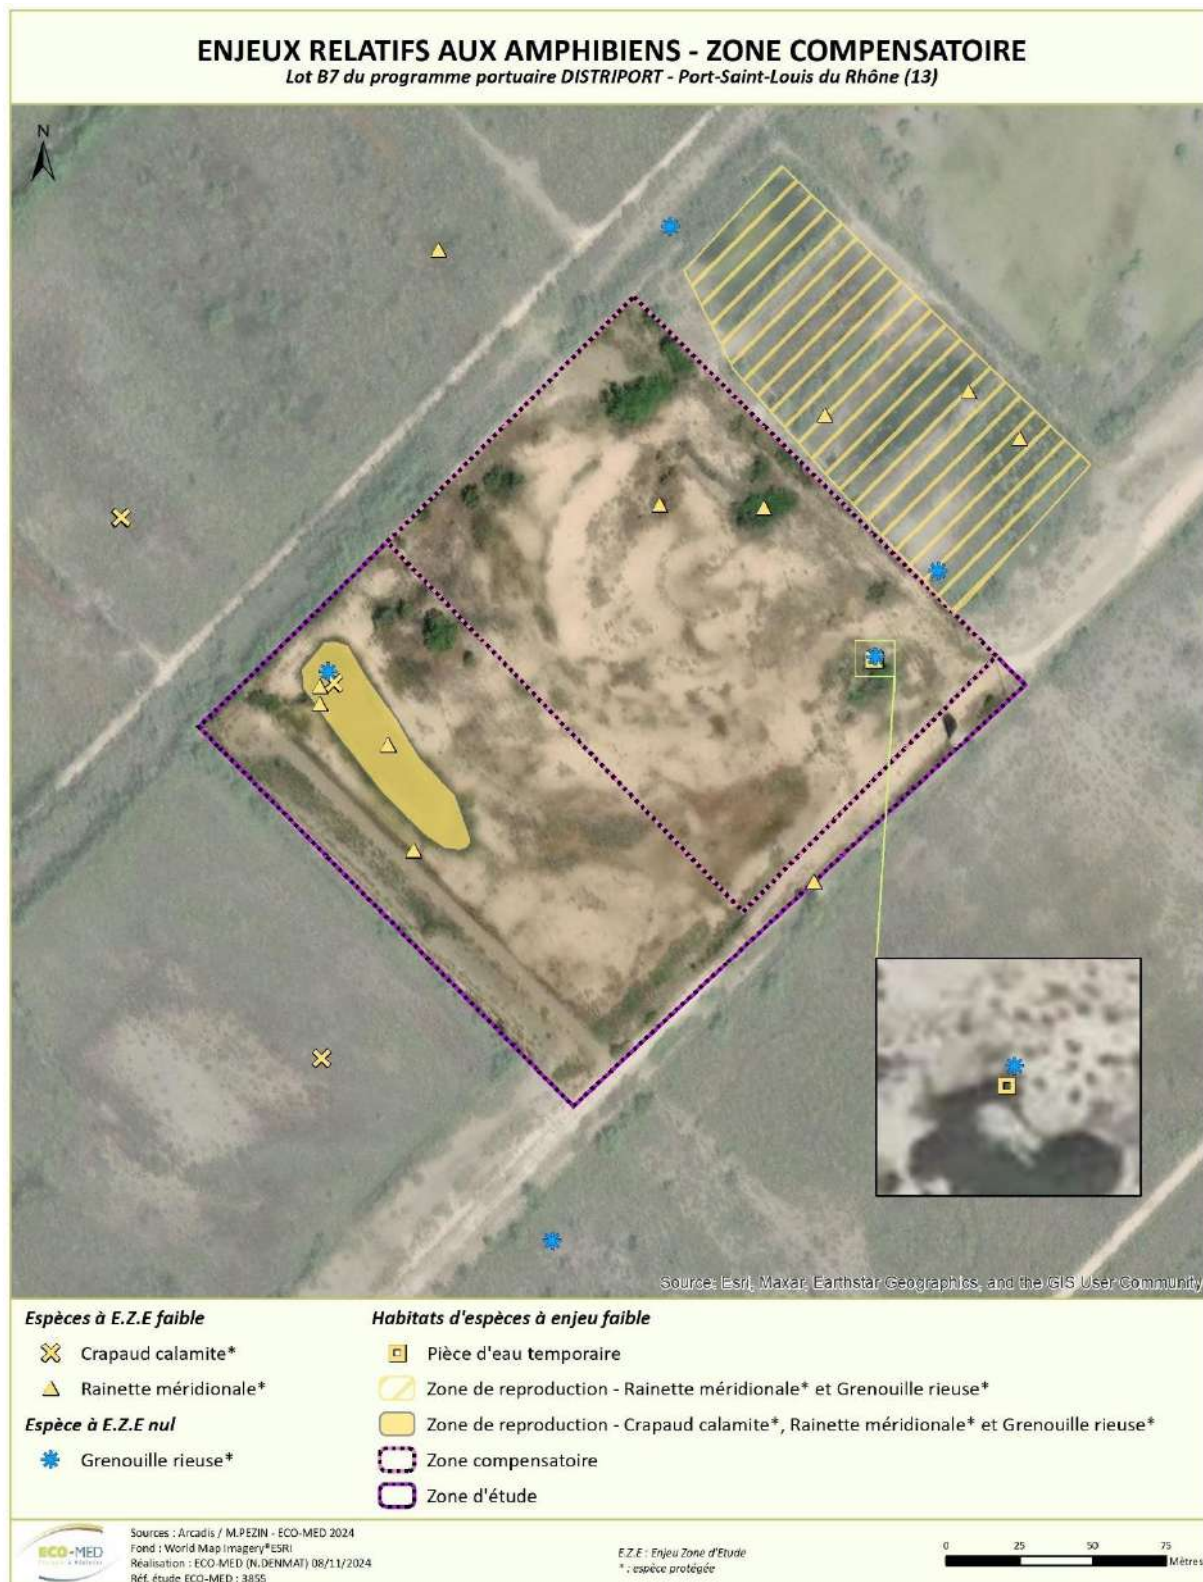 ENJEUX RELATIFS AUX AMPHIBIENS - ZONE COMPENSATOIRE
Lot B7 du programme portuaire DISTRIPORT - Port-Saint-Louis du Rhône (13)
N
Source: Esri, Maxar, Earthstar Geographics, and the GIS User Community
Espèces à E.Z.E faible
Crapaud calamite*
Rainette méridionale*
Espèce à E.Z.E nul
Grenouille rieuse*
Habitats d'espèces à enjeu faible
Pièce d'eau temporaire
Zone de reproduction - Rainette méridionale* et Grenouille rieuse*
Zone de reproduction - Crapaud calamite*, Rainette méridionale* et Grenouille rieuse*
Zone compensatoire
Zone d'étude
ECO-MED
Sources : Arcadis / M.PEZIN - ECO-MED 2024
Fond : World Map Imagery®ESRI
Réalisation : ECO-MED (N.DENMAT) 08/11/2024
Réf. étude ECO-MED : 3855
E.Z.E : Enjeu Zone d'Etude
* : espèce protégée
0 25 50 75
Mètres